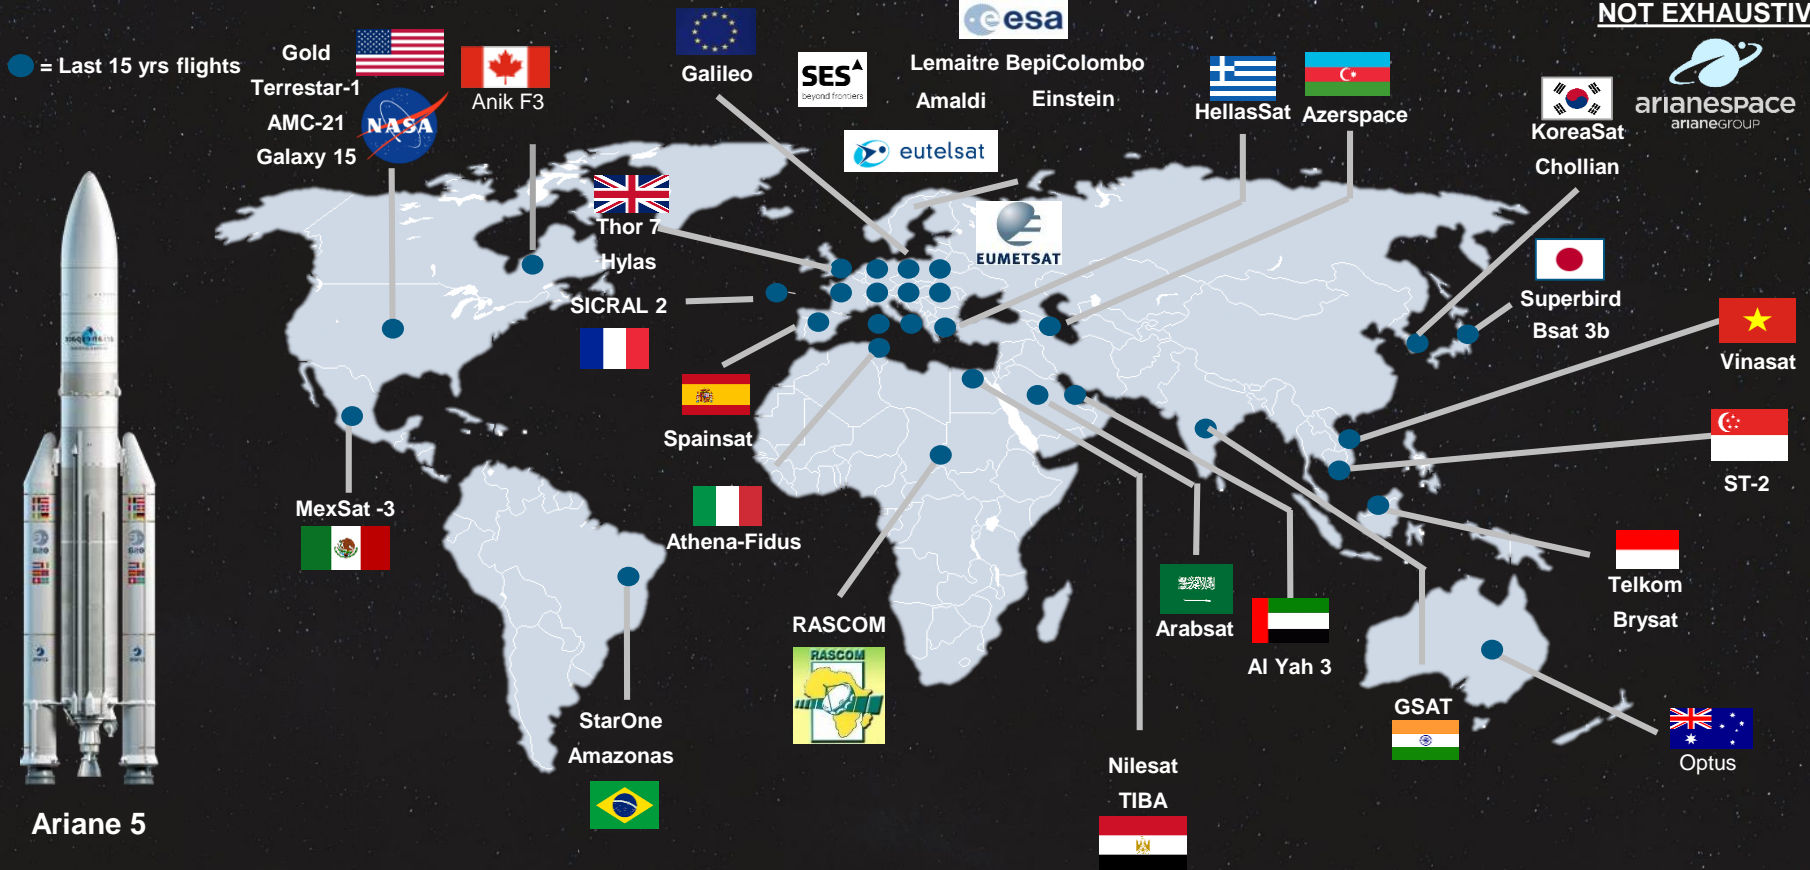 NOT EXHAUSTIV
= Last 15 yrs flights
Gold
Terrestar-1
AMC-21
Galaxy 15
NASA
Anik F3
Galileo
SES
beyond frontiers
esa
Lemaitre BepiColombo
Amaldi Einstein
eutelsat
EUMETSAT
HellasSat
Azerspace
KoreaSat
Chollian
arianespace
arianeGROUP
Thor 7
Hylas
SICRAL 2
Superbird
Bsat 3b
Vinasat
Spainsat
ST-2
MexSat -3
Athena-Fidus
RASCOM
RASCOM
Telkom
Brysat
Arabsat
Al Yah 3
StarOne
Amazonas
GSAT
Optus
Nilesat
TIBA
Ariane 5